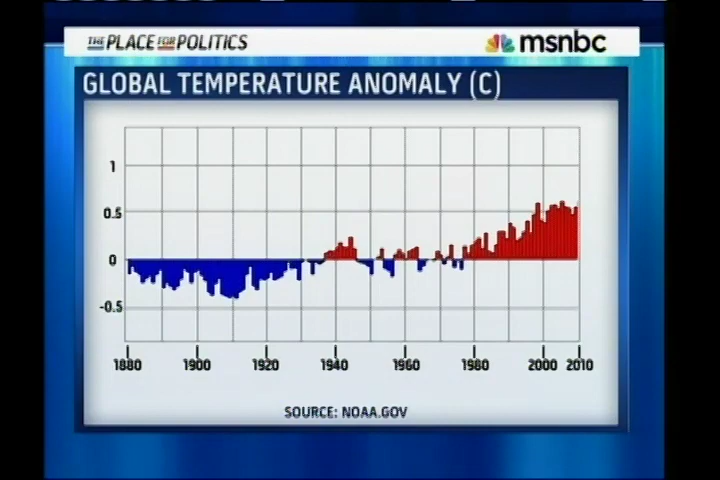 THE PLACE FOR POLITICS
msnbc
GLOBAL TEMPERATURE ANOMALY (C)
1
0.5
0
-0.5
1880 1900 1920 1940 1960 1980 2000 2010
SOURCE: NOAA.GOV